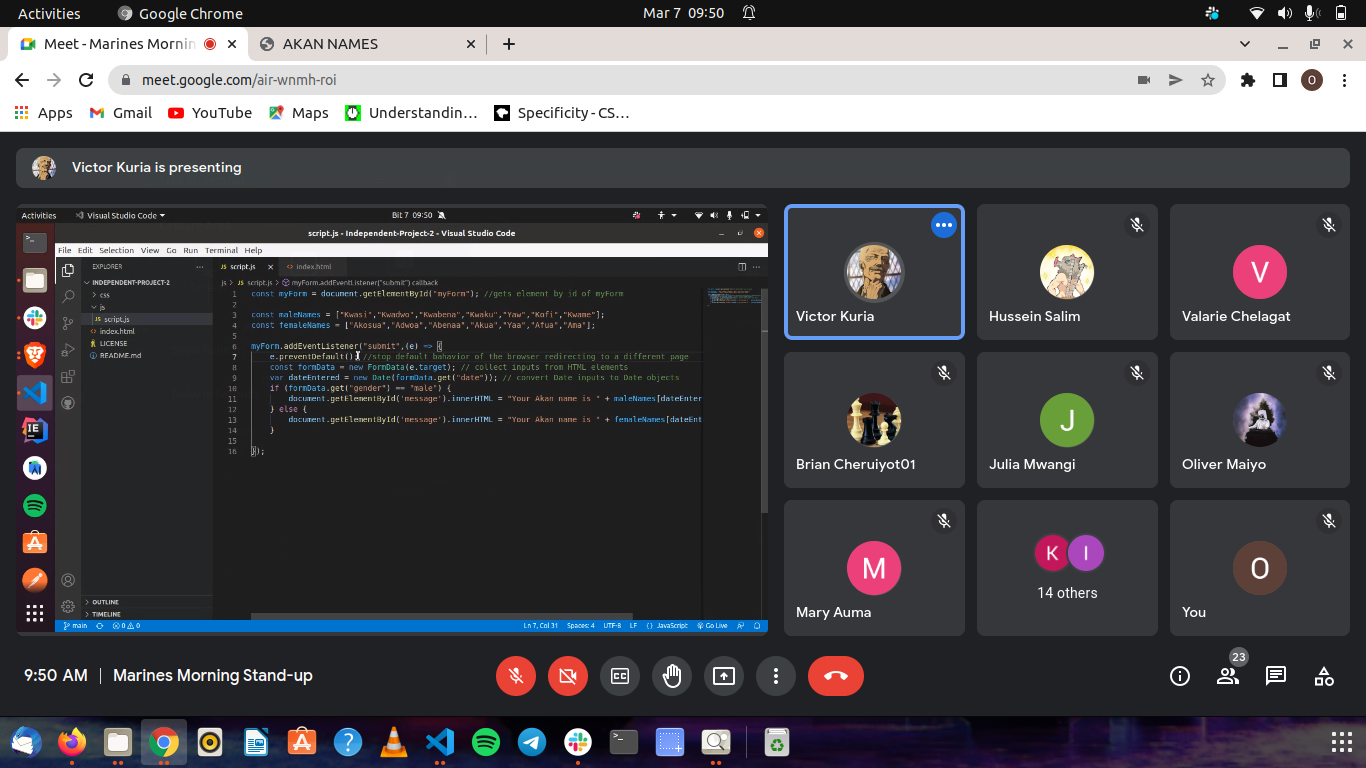 Activities
Google Chrome
Mar 7 09:50
Meet - Marines Mornin
AKAN NAMES
meet.google.com/air-wnmh-roi
O
Apps
Gmail
YouTube
Maps
Understandin…
Specificity - CS…
Victor Kuria is presenting
Activities
Visual Studio Code
Bit 7 09:50
script.js - Independent-Project-2 - Visual Studio Code
File Edit Selection View Go Run Terminal Help
EXPLORER
script.js
index.html
INDEPENDENT-PROJECT-2
css
js
script.js
index.html
LICENSE
README.md
OUTLINE
TIMELINE
js > script.js > myForm.addEventListener("submit") callback
1 const myForm = document.getElementById("myForm"); //gets element by id of myForm
2
3 const maleNames = ["Kwasi","Kwadwo","Kwabena","Kwaku","Yaw","Kofi","Kwame"];
4 const femaleNames = ["Akosua","Adwoa","Abenaa","Akua","Yaa","Afua","Ama"];
5
6 myForm.addEventListener("submit",(e) => {
7 e.preventDefault(); //stop default bahavior of the browser redirecting to a different page
8 const formData = new FormData(e.target); // collect inputs from HTML elements
9 var dateEntered = new Date(formData.get("date")); // convert Date inputs to Date objects
10 if (formData.get("gender") == "male") {
11 document.getElementById('message').innerHTML = "Your Akan name is " + maleNames[dateEnter
12 } else {
13 document.getElementById('message').innerHTML = "Your Akan name is " + femaleNames[dateEnt
14 }
15
16 });
main
0 0
Ln 7, Col 31
Spaces: 4
UTF-8
LF
{} JavaScript
Go Live
Victor Kuria
Hussein Salim
V
Valarie Chelagat
Brian Cheruiyot01
J
Julia Mwangi
Oliver Maiyo
M
Mary Auma
K
I
14 others
O
You
9:50 AM | Marines Morning Stand-up
23